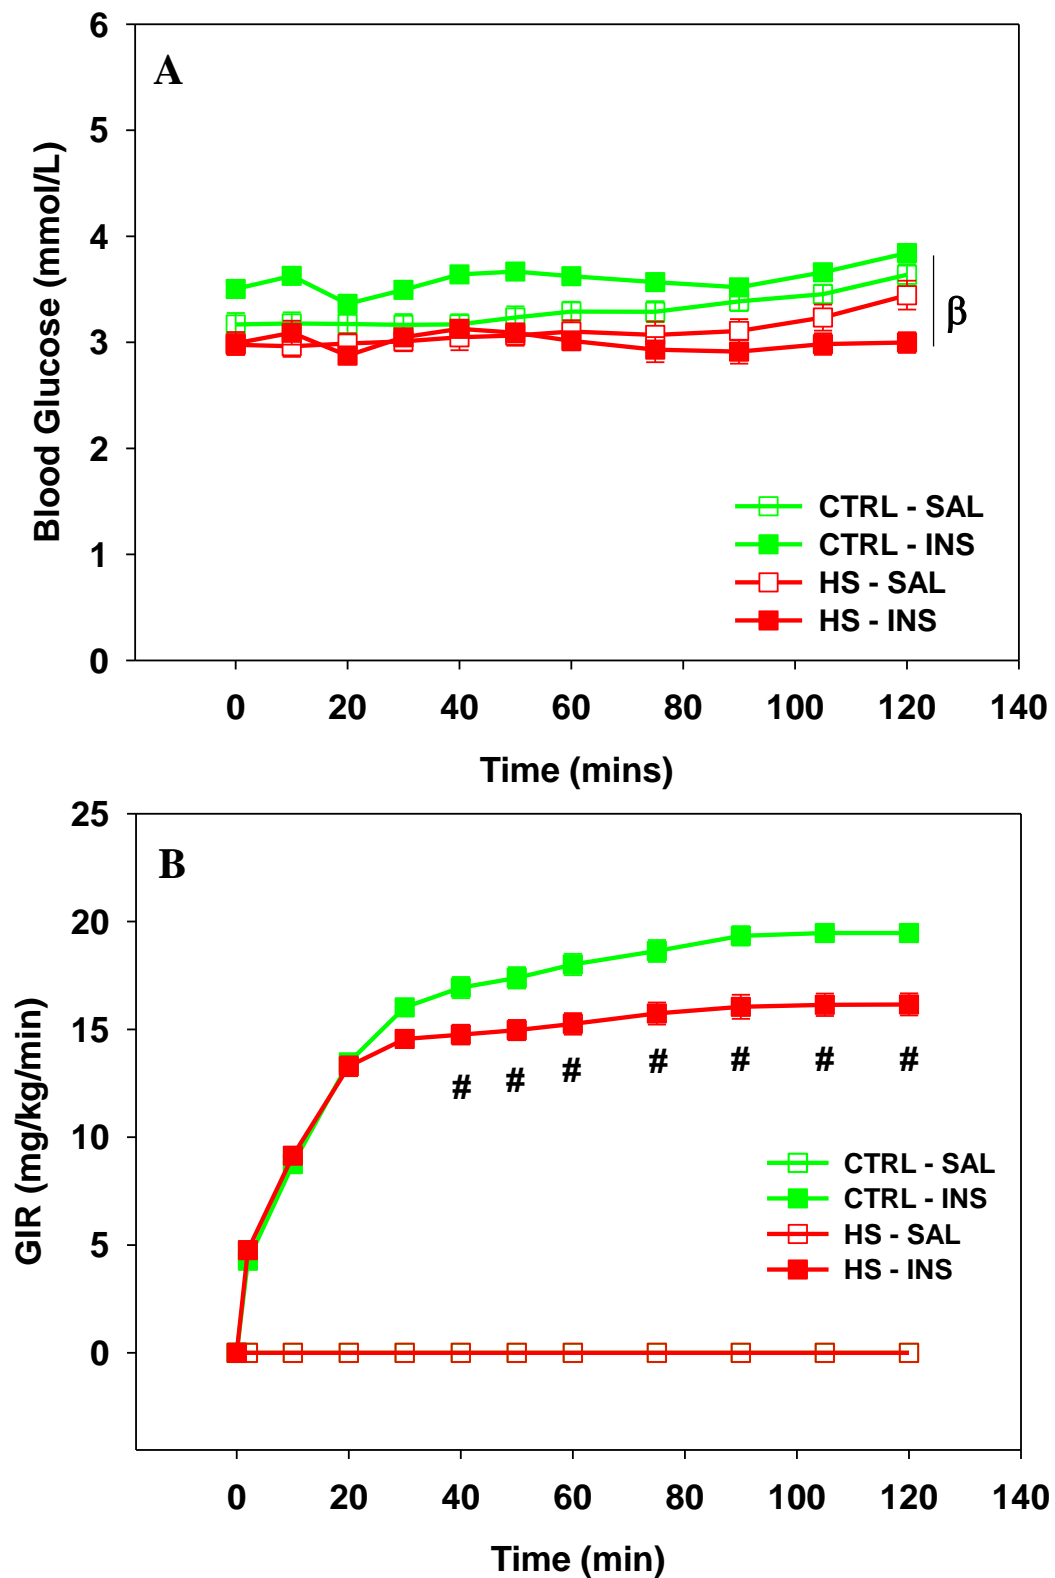 6
A
5
4
β
3
2
1
0
Blood Glucose (mmol/L)
CTRL - SAL
CTRL - INS
HS - SAL
HS - INS
0 20 40 60 80 100 120 140
Time (mins)
25
B
20
15
# # # # # # #
10
5
0
GIR (mg/kg/min)
CTRL - SAL
CTRL - INS
HS - SAL
HS - INS
0 20 40 60 80 100 120 140
Time (min)